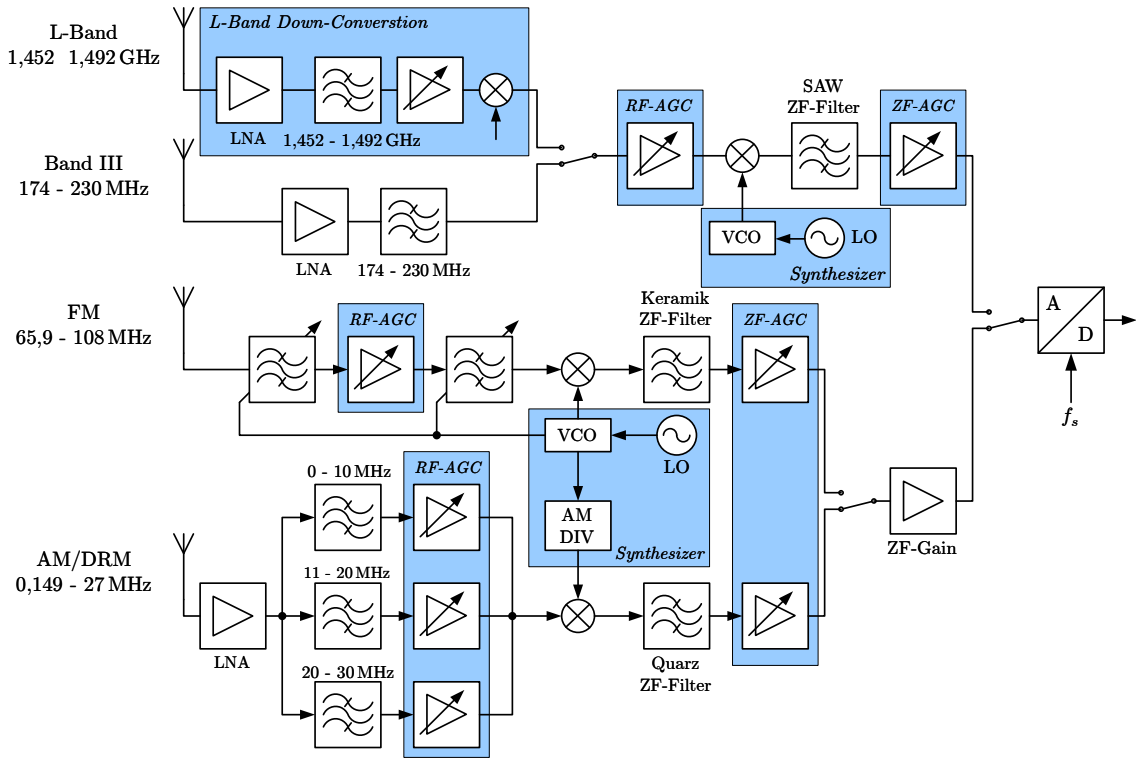 L-Band
1,452 1,492 GHz
L-Band Down-Converstion
LNA
1,452 - 1,492 GHz
Band III
174 - 230 MHz
LNA
174 - 230 MHz
RF-AGC
SAW
ZF-Filter
ZF-AGC
VCO
LO
Synthesizer
FM
65,9 - 108 MHz
RF-AGC
Keramik
ZF-Filter
ZF-AGC
VCO
LO
AM
DIV
Synthesizer
A
D
fs
AM/DRM
0,149 - 27 MHz
LNA
0 - 10 MHz
11 - 20 MHz
20 - 30 MHz
RF-AGC
Quarz
ZF-Filter
ZF-Gain